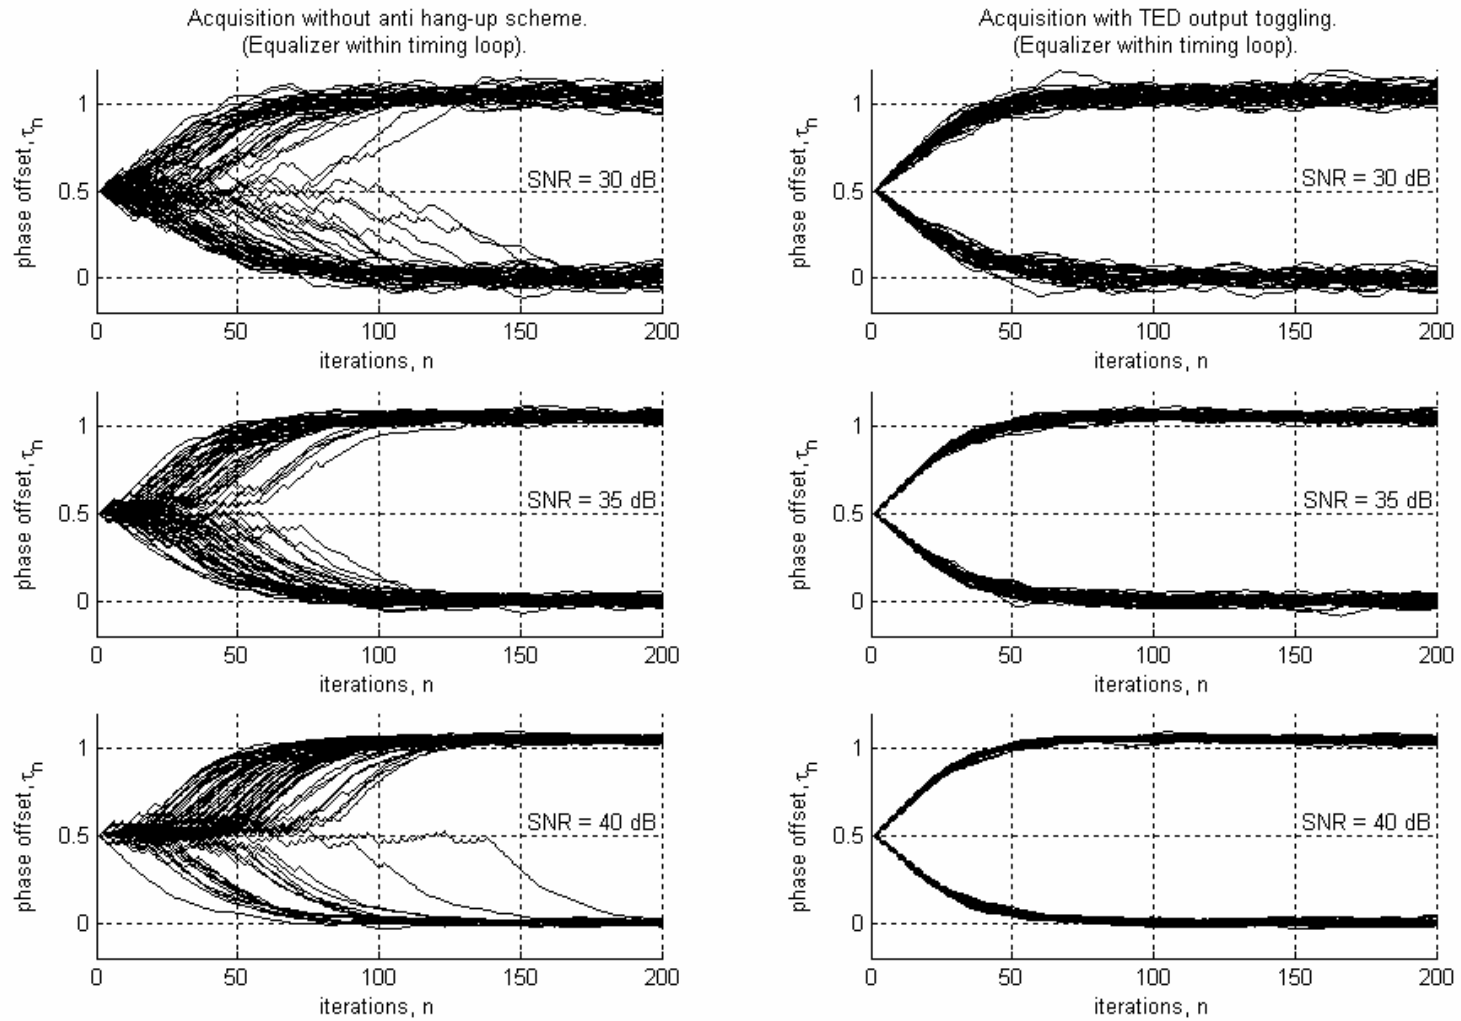 Acquisition without anti hang-up scheme.
(Equalizer within timing loop).
phase offset, τn
1
0.5
0
SNR = 30 dB
0 50 100 150 200
iterations, n
phase offset, τn
1
0.5
0
SNR = 35 dB
0 50 100 150 200
iterations, n
phase offset, τn
1
0.5
0
SNR = 40 dB
0 50 100 150 200
iterations, n
Acquisition with TED output toggling.
(Equalizer within timing loop).
phase offset, τn
1
0.5
0
SNR = 30 dB
0 50 100 150 200
iterations, n
phase offset, τn
1
0.5
0
SNR = 35 dB
0 50 100 150 200
iterations, n
phase offset, τn
1
0.5
0
SNR = 40 dB
0 50 100 150 200
iterations, n